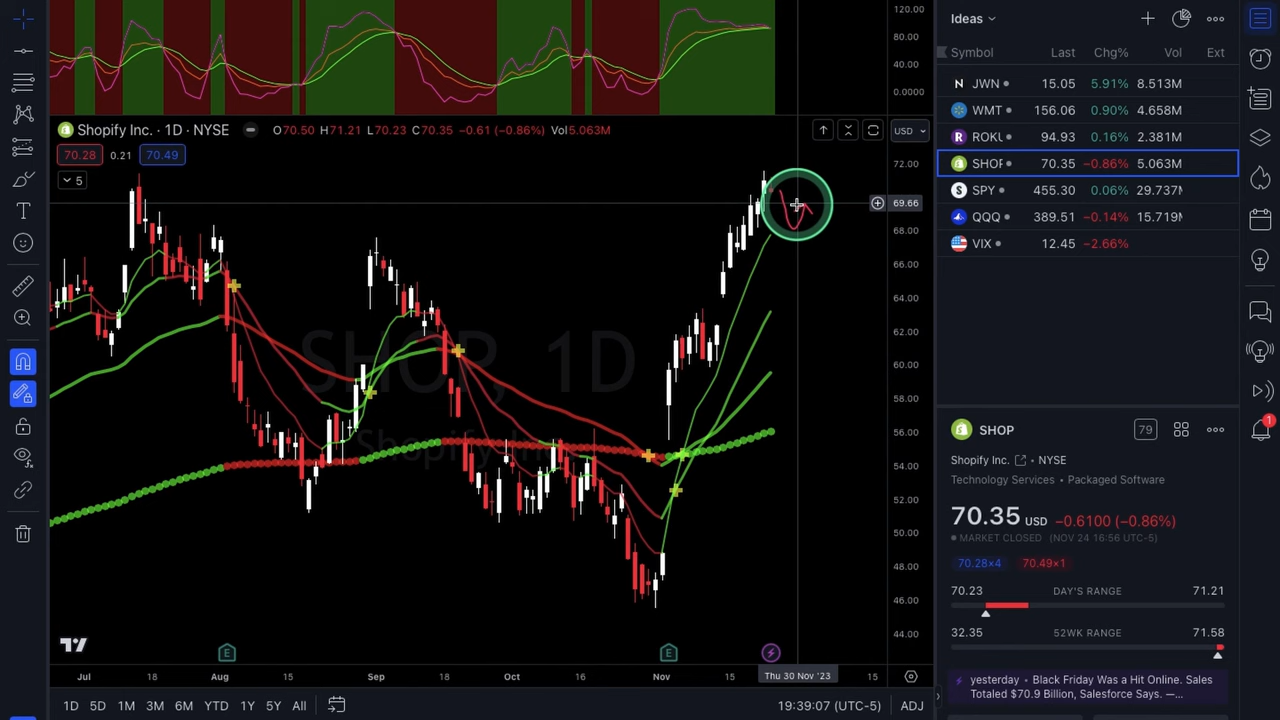 120.00
80.00
40.00
0.0000
Shopify Inc. · 1D · NYSE
O70.50 H71.21 L70.23 C70.35 −0.61 (−0.86%) Vol5.063M
USD
70.28 0.21 70.49
5
72.00
69.66
68.00
66.00
64.00
62.00
60.00
58.00
56.00
54.00
52.00
50.00
48.00
46.00
44.00
SHOP, 1D
Shopify Inc.
E
E
Jul 18 Aug 15 Sep 18 Oct 16 Nov 15 Thu 30 Nov '23 15
1D 5D 1M 3M 6M YTD 1Y 5Y All
19:39:07 (UTC-5) ADJ
Ideas
Symbol Last Chg% Vol Ext
JWN 15.05 5.91% 8.513M
WMT 156.06 0.90% 4.658M
ROKU 94.93 0.16% 2.381M
SHOP 70.35 −0.86% 5.063M
SPY 455.30 0.06% 29.737M
QQQ 389.51 −0.14% 15.719M
VIX 12.45 −2.66%
SHOP
79
Shopify Inc. • NYSE
Technology Services • Packaged Software
70.35 USD −0.6100 (−0.86%)
MARKET CLOSED (NOV 24 16:56 UTC-5)
70.28×4 70.49×1
70.23 DAY'S RANGE 71.21
32.35 52WK RANGE 71.58
yesterday • Black Friday Was a Hit Online. Sales
Totaled $70.9 Billion, Salesforce Says. —...
1